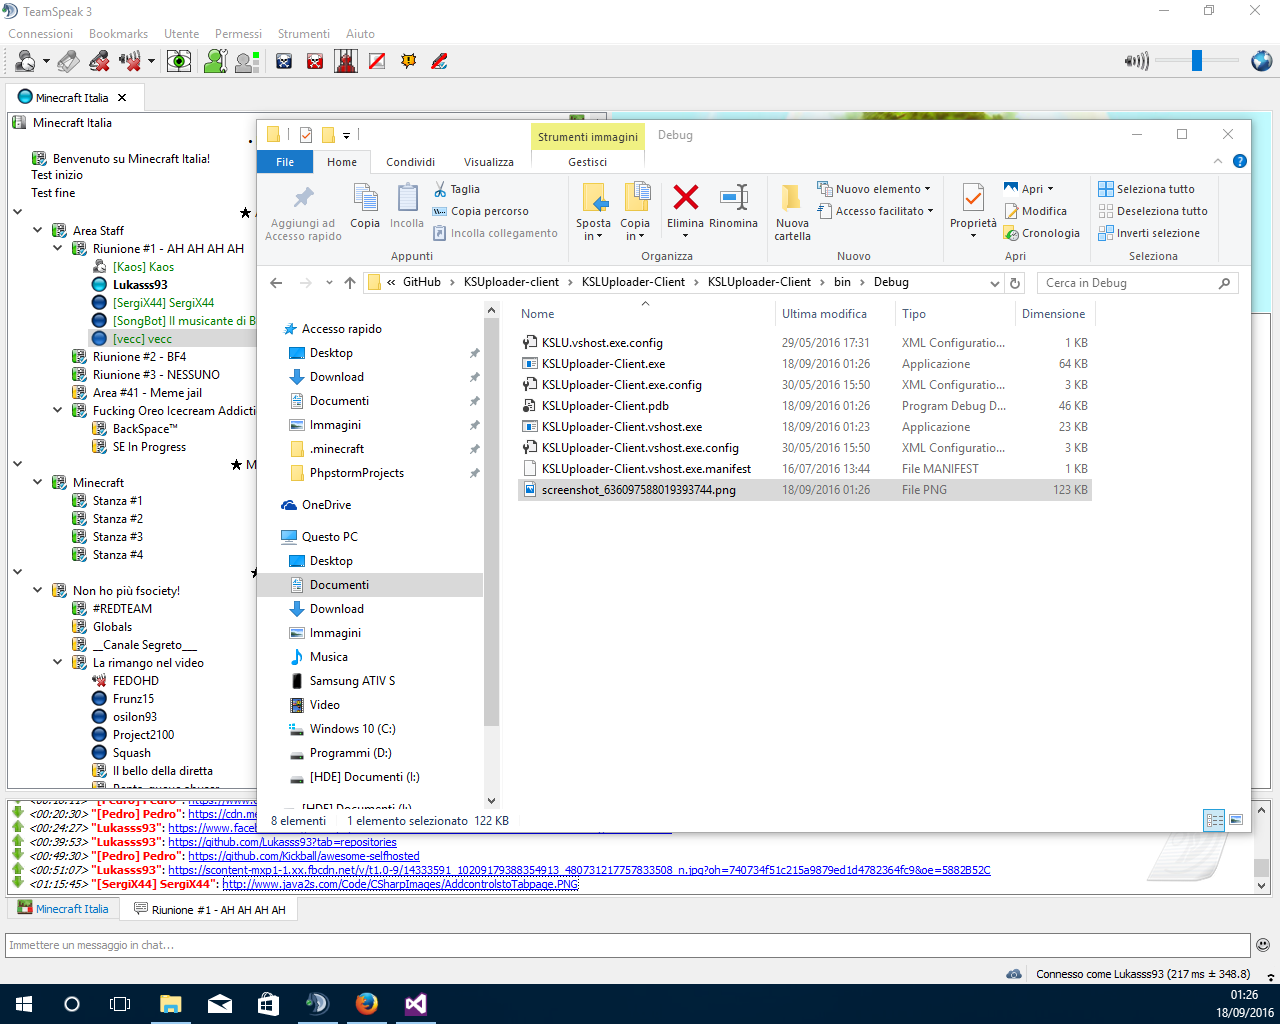 TeamSpeak 3
Connessioni Bookmarks Utente Permessi Strumenti Aiuto
Minecraft Italia
Minecraft Italia
Benvenuto su Minecraft Italia!
Test inizio
Test fine
Area Staff
Riunione #1 - AH AH AH AH
[Kaos] Kaos
Lukasss93
[SergiX44] SergiX44
[SongBot] Il musicante di B
[vecc] vecc
Riunione #2 - BF4
Riunione #3 - NESSUNO
Area #41 - Meme jail
Fucking Oreo Icecream Addicti
BackSpace™
SE In Progress
★ M
Minecraft
Stanza #1
Stanza #2
Stanza #3
Stanza #4
Non ho più fsociety!
#REDTEAM
Globals
__Canale Segreto___
La rimango nel video
FEDOHD
Frunz15
osilon93
Project2100
Squash
Il bello della diretta
Debug
Strumenti immagini
File Home Condividi Visualizza Gestisci
Aggiungi ad
Accesso rapido
Copia
Incolla
Taglia
Copia percorso
Incolla collegamento
Appunti
Sposta
in
Copia
in
Elimina
Rinomina
Organizza
Nuova
cartella
Nuovo elemento
Accesso facilitato
Nuovo
Proprietà
Apri
Modifica
Cronologia
Apri
Seleziona tutto
Deseleziona tutto
Inverti selezione
Seleziona
« GitHub > KSLUploader-client > KSLUploader-Client > KSLUploader-Client > bin > Debug
Cerca in Debug
Accesso rapido
Desktop
Download
Documenti
Immagini
.minecraft
PhpstormProjects
OneDrive
Questo PC
Desktop
Documenti
Download
Immagini
Musica
Samsung ATIV S
Video
Windows 10 (C:)
Programmi (D:)
[HDE] Documenti (I:)
[HDE] Documenti (I:)
Nome Ultima modifica Tipo Dimensione
KSLU.vshost.exe.config 29/05/2016 17:31 XML Configuratio... 1 KB
KSLUploader-Client.exe 18/09/2016 01:26 Applicazione 64 KB
KSLUploader-Client.exe.config 30/05/2016 15:50 XML Configuratio... 3 KB
KSLUploader-Client.pdb 18/09/2016 01:26 Program Debug D... 46 KB
KSLUploader-Client.vshost.exe 18/09/2016 01:23 Applicazione 23 KB
KSLUploader-Client.vshost.exe.config 30/05/2016 15:50 XML Configuratio... 3 KB
KSLUploader-Client.vshost.exe.manifest 16/07/2016 13:44 File MANIFEST 1 KB
screenshot_636097588019393744.png 18/09/2016 01:26 File PNG 123 KB
8 elementi 1 elemento selezionato 122 KB
<00:20:30> "[Pedro] Pedro": https://cdn.me
<00:24:27> "Lukasss93": https://www.faceb
<00:39:53> "Lukasss93": https://github.com/Lukasss93?tab=repositories
<00:49:30> "[Pedro] Pedro": https://github.com/Kickball/awesome-selfhosted
<00:51:07> "Lukasss93": https://scontent-mxp1-1.xx.fbcdn.net/v/t1.0-9/14333591_10209179388354913_480731217757833508_n.jpg?oh=740734f51c215a9879ed1d4782364fc9&oe=5882B52C
<01:15:45> "[SergiX44] SergiX44": http://www.java2s.com/Code/CSharpImages/AddcontrolstoTabpage.PNG
Minecraft Italia Riunione #1 - AH AH AH AH
Immettere un messaggio in chat...
Connesso come Lukasss93 (217 ms ± 348.8)
01:26
18/09/2016